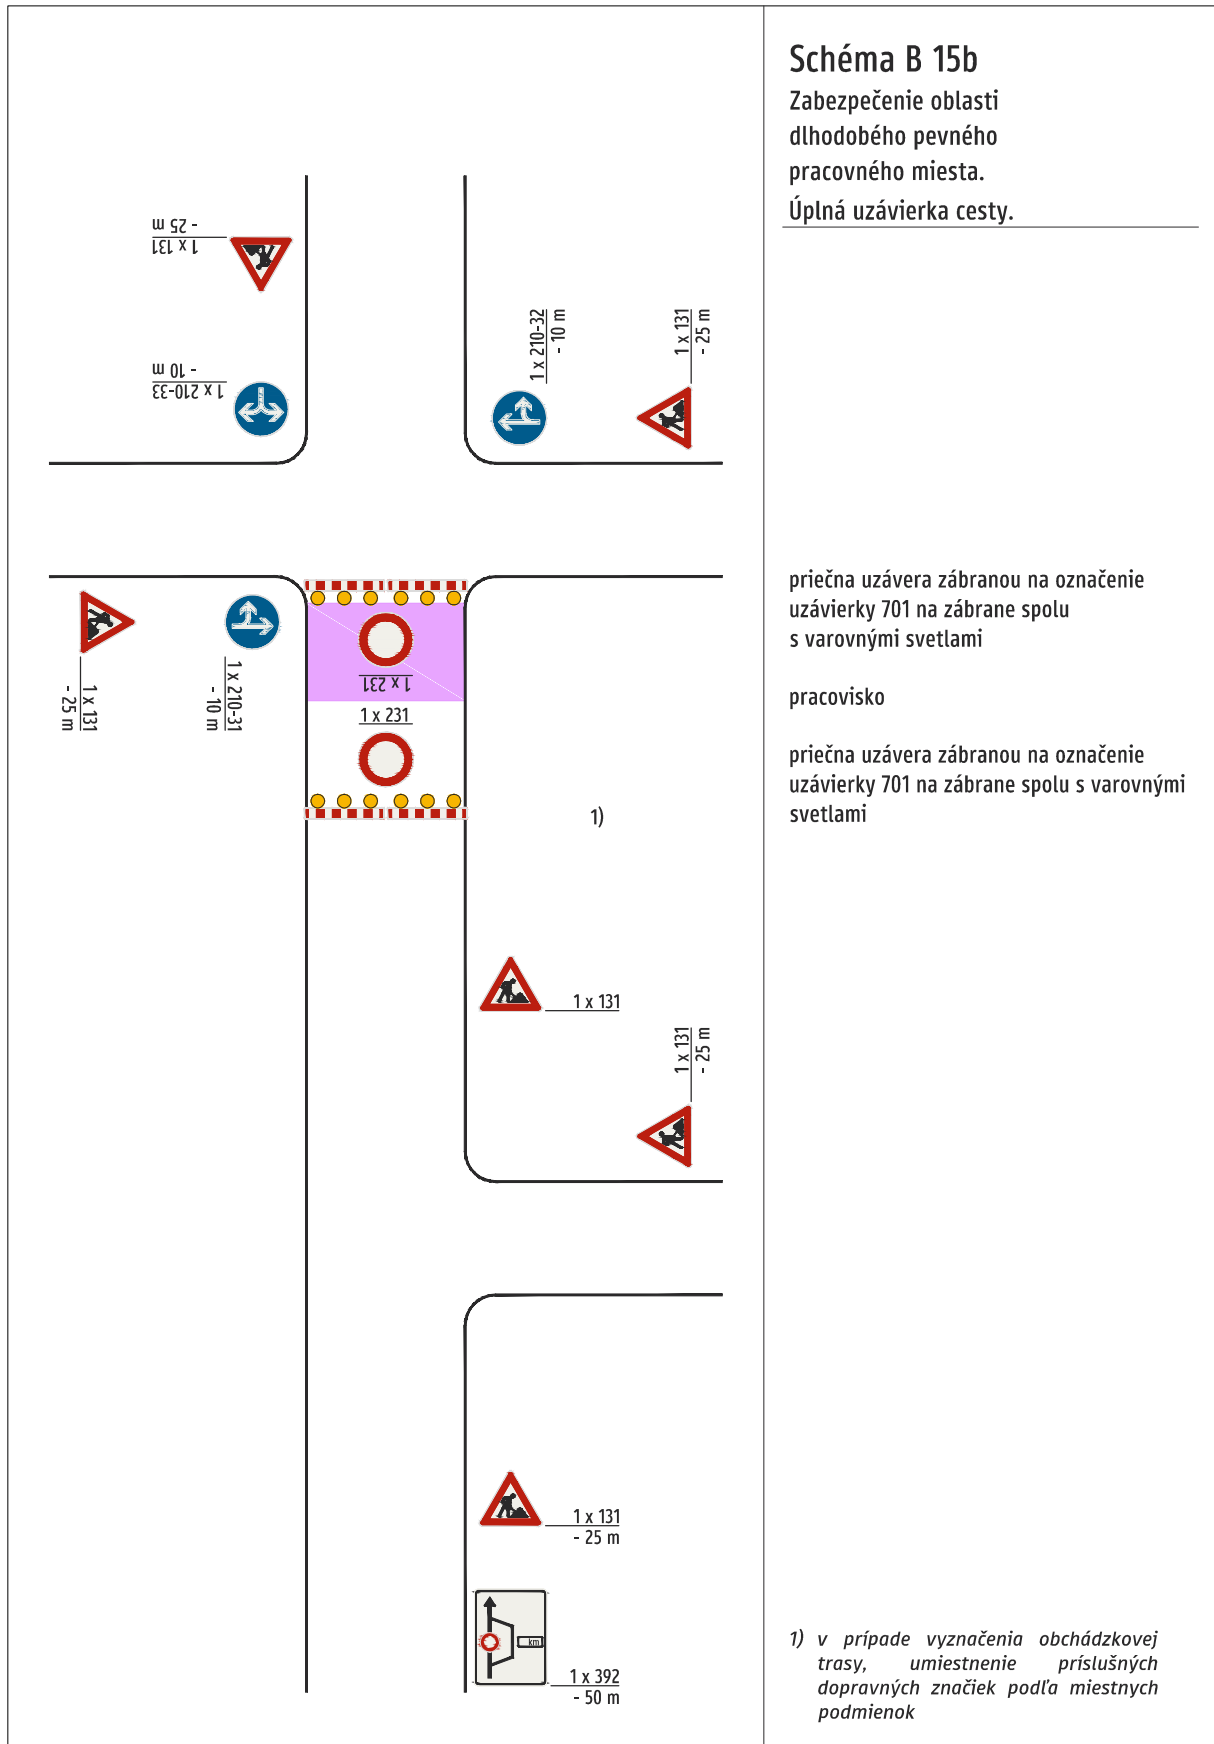 Schéma B 15b
Zabezpečenie oblasti
dlhodobého pevného
pracovného miesta.
Úplná uzávierka cesty.
1 x 131
- 25 m
1 x 210-33
- 10 m
1 x 210-32
- 10 m
1 x 131
- 25 m
1 x 131
- 25 m
1 x 210-31
- 10 m
1 x 231
1 x 231
priečna uzávera zábranou na označenie
uzávierky 701 na zábrane spolu
s varovnými svetlami
pracovisko
priečna uzávera zábranou na označenie
uzávierky 701 na zábrane spolu s varovnými
svetlami
1)
1 x 131
1 x 131
- 25 m
1 x 131
- 25 m
km
1 x 392
- 50 m
1) v prípade vyznačenia obchádzkovej
trasy, umiestnenie príslušných
dopravných značiek podľa miestnych
podmienok